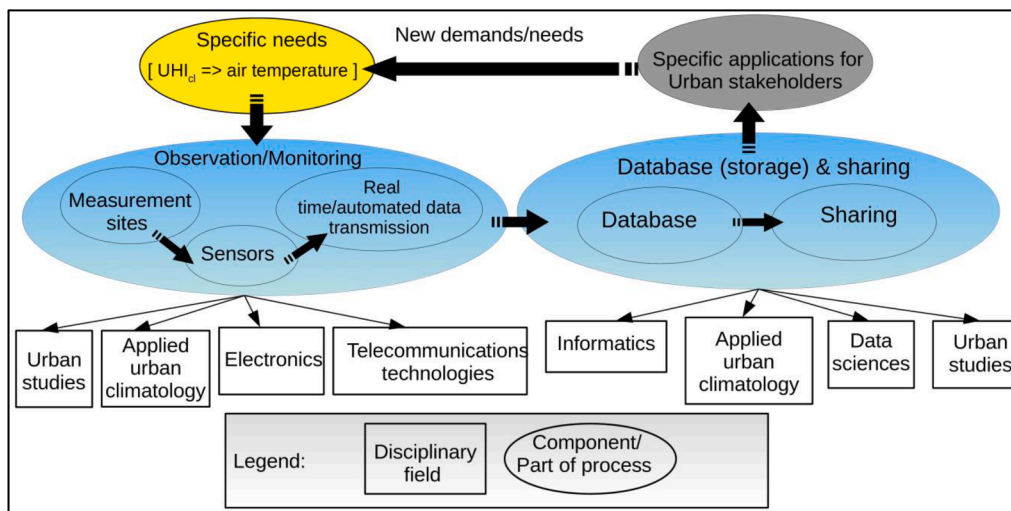 Specific needs
[ UHIcl => air temperature ]
New demands/needs
Specific applications for
Urban stakeholders
Observation/Monitoring
Measurement
sites
Sensors
Real
time/automated data
transmission
Database (storage) & sharing
Database
Sharing
Urban
studies
Applied
urban
climatology
Electronics
Telecommunications
technologies
Informatics
Applied
urban
climatology
Data
sciences
Urban
studies
Legend:
Disciplinary
field
Component/
Part of process